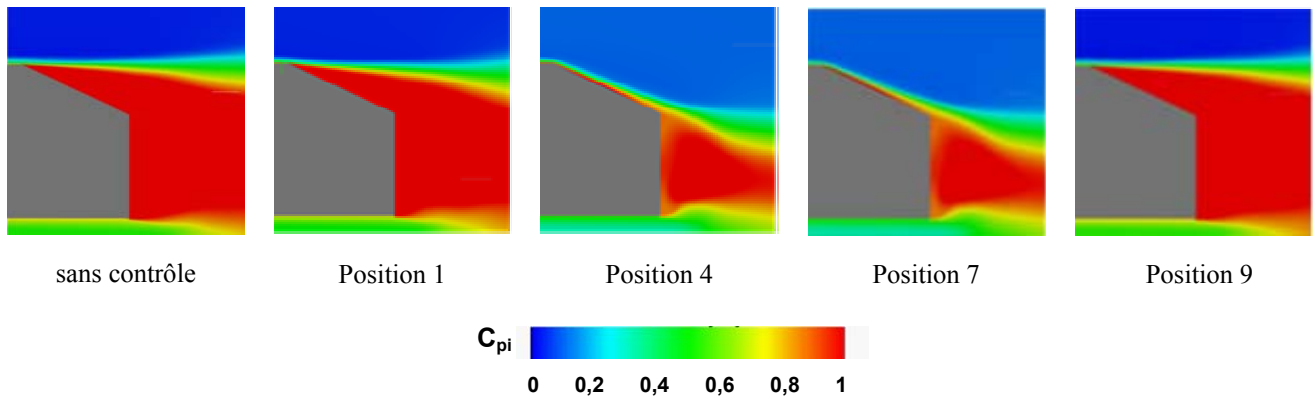 sans contrôle Position 1 Position 4 Position 7 Position 9
Cpi
0 0,2 0,4 0,6 0,8 1